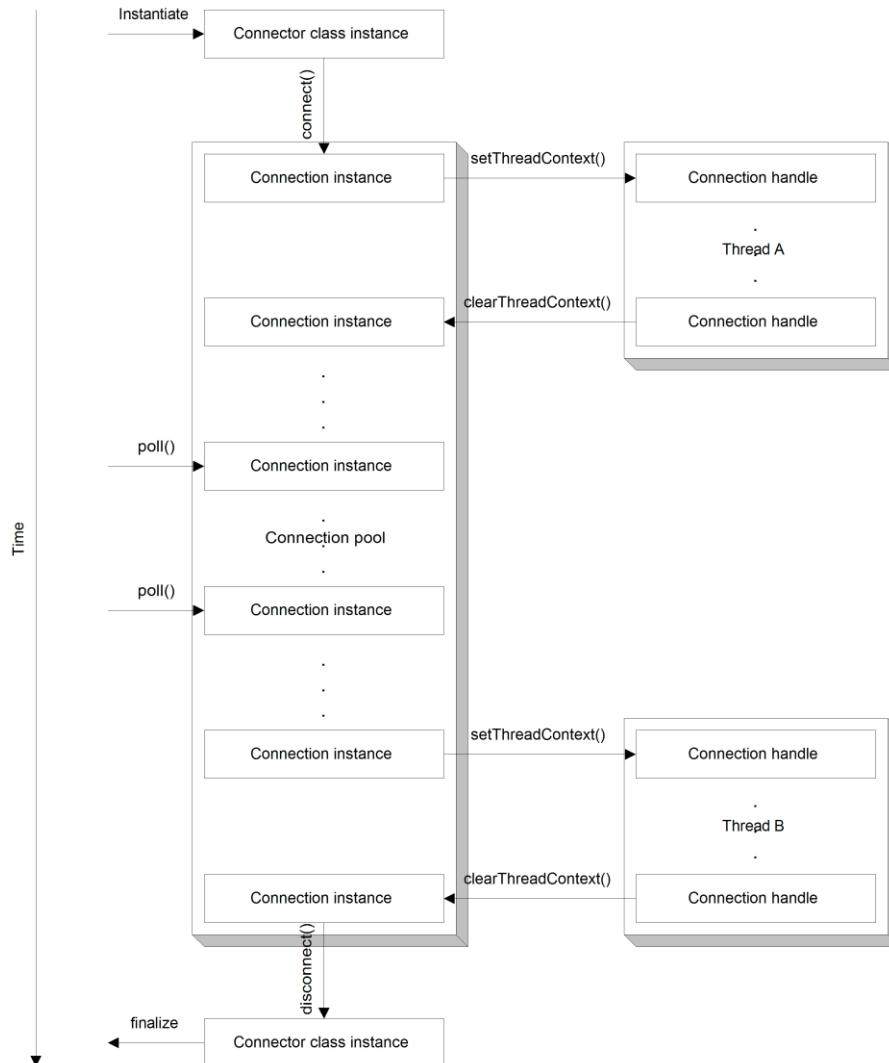 Instantiate
Connector class instance
connect()
Connection instance
setThreadContext()
Connection handle
Thread A
Connection instance
clearThreadContext()
Connection handle
poll()
Connection instance
Time
Connection pool
poll()
Connection instance
Connection instance
setThreadContext()
Connection handle
Thread B
Connection instance
clearThreadContext()
Connection handle
disconnect()
finalize
Connector class instance